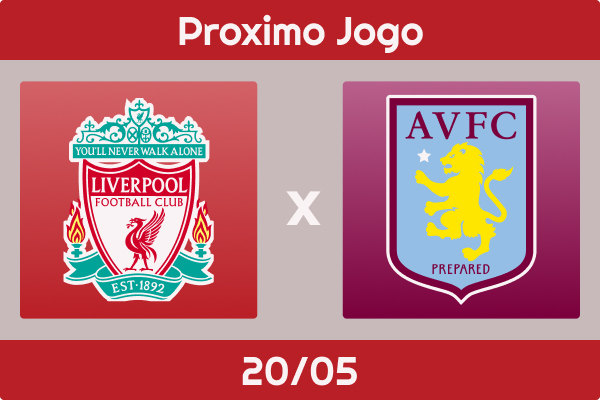 Proximo Jogo
YOU'LL NEVER WALK ALONE
LIVERPOOL
FOOTBALL CLUB
EST·1892
x
AVFC
PREPARED
20/05